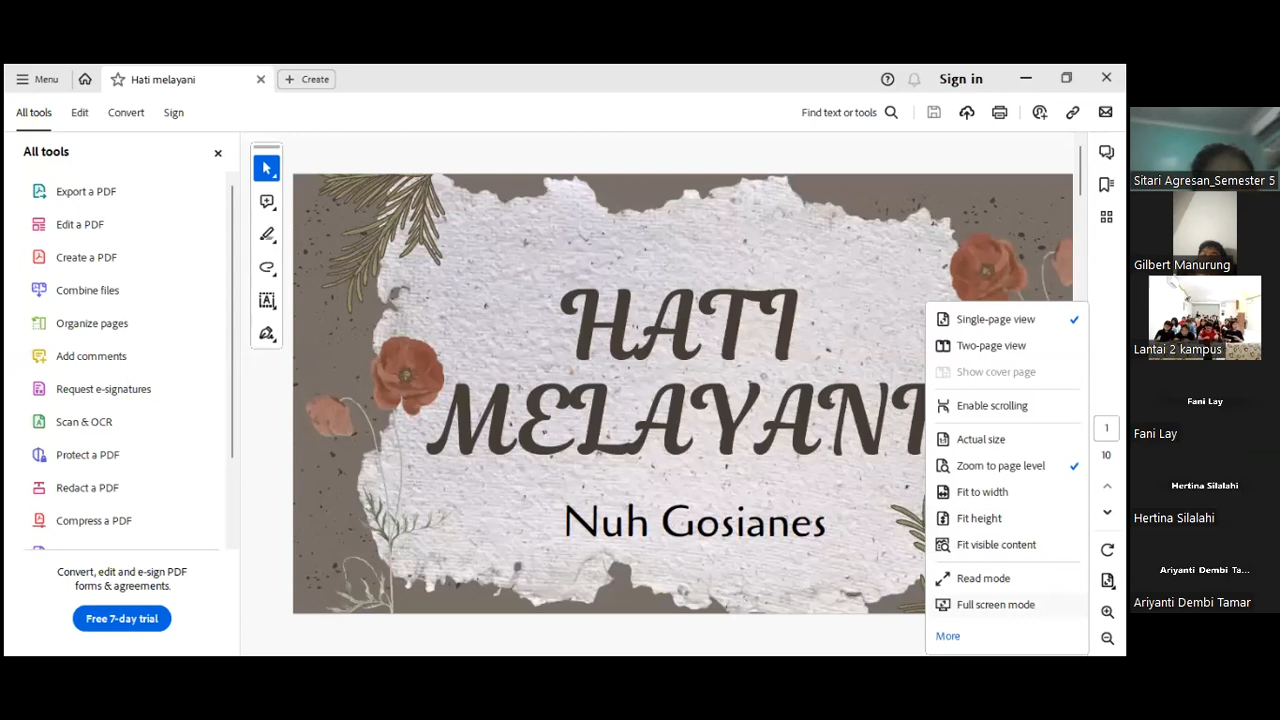 Menu
Hati melayani
Create
Sign in
All tools
Edit
Convert
Sign
Find text or tools
All tools
Export a PDF
Edit a PDF
Create a PDF
Combine files
Organize pages
Add comments
Request e-signatures
Scan & OCR
Protect a PDF
Redact a PDF
Compress a PDF
Convert, edit and e-sign PDF
forms & agreements.
Free 7-day trial
HATI
MELAYANI
Nuh Gosianes
Single-page view
Two-page view
Show cover page
Enable scrolling
Actual size
Zoom to page level
Fit to width
Fit height
Fit visible content
Read mode
Full screen mode
More
1
10
Sitari Agresan_Semester 5
Gilbert Manurung
Lantai 2 kampus
Fani Lay
Fani Lay
Hertina Silalahi
Hertina Silalahi
Ariyanti Dembi Ta...
Ariyanti Dembi Tamar